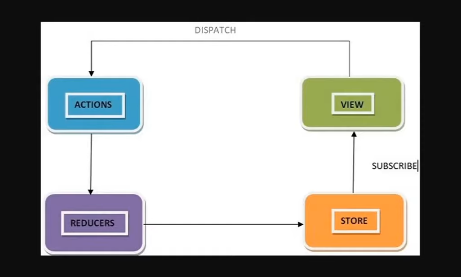 DISPATCH
ACTIONS
VIEW
SUBSCRIBE
REDUCERS
STORE